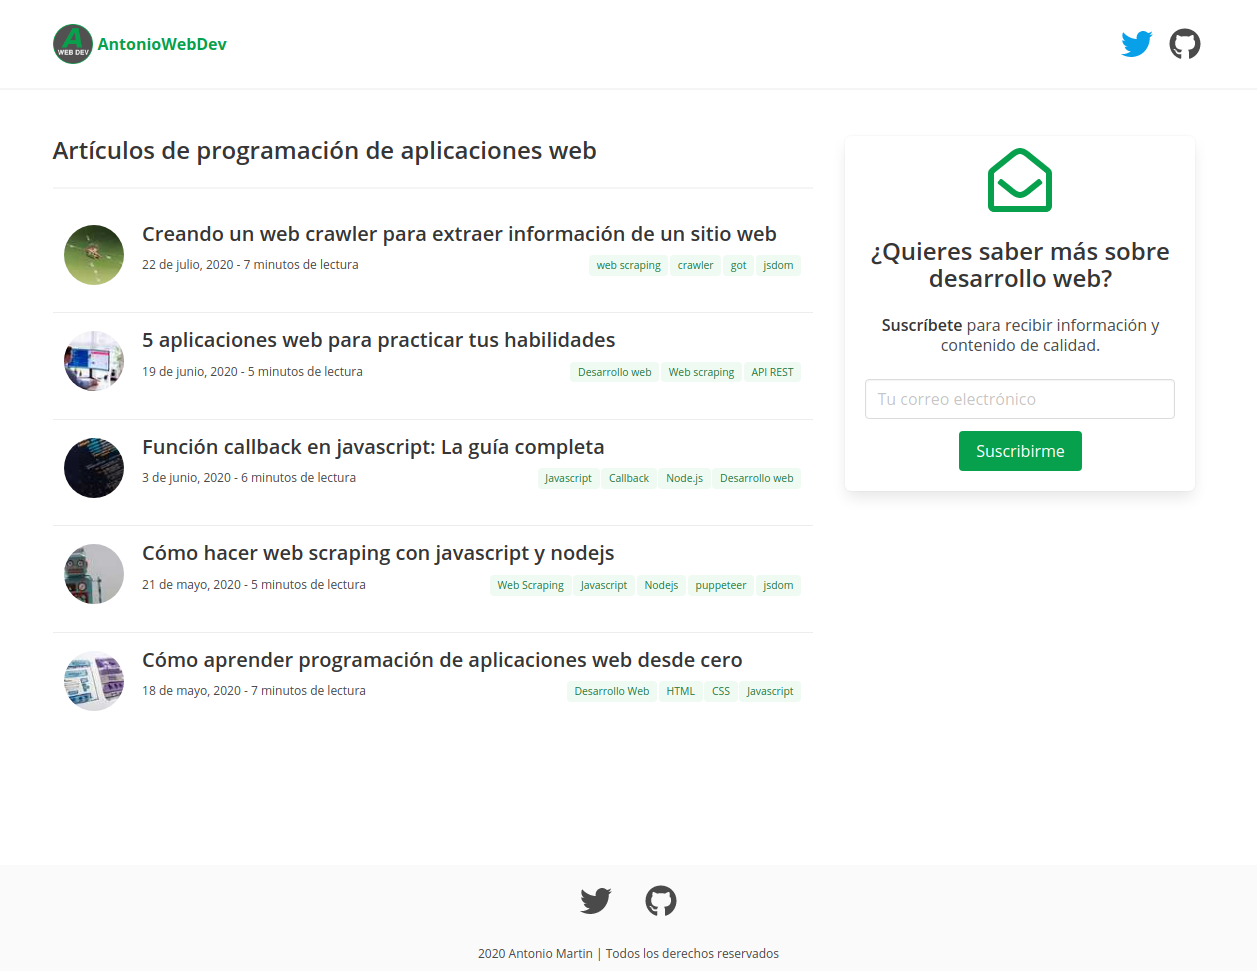 A
WEB DEV
AntonioWebDev
Artículos de programación de aplicaciones web
Creando un web crawler para extraer información de un sitio web
22 de julio, 2020 - 7 minutos de lectura
web scraping crawler got jsdom
5 aplicaciones web para practicar tus habilidades
19 de junio, 2020 - 5 minutos de lectura
Desarrollo web Web scraping API REST
Función callback en javascript: La guía completa
3 de junio, 2020 - 6 minutos de lectura
Javascript Callback Node.js Desarrollo web
Cómo hacer web scraping con javascript y nodejs
21 de mayo, 2020 - 5 minutos de lectura
Web Scraping Javascript Nodejs puppeteer jsdom
Cómo aprender programación de aplicaciones web desde cero
18 de mayo, 2020 - 7 minutos de lectura
Desarrollo Web HTML CSS Javascript
¿Quieres saber más sobre
desarrollo web?
Suscríbete para recibir información y
contenido de calidad.
Tu correo electrónico
Suscribirme
2020 Antonio Martin | Todos los derechos reservados